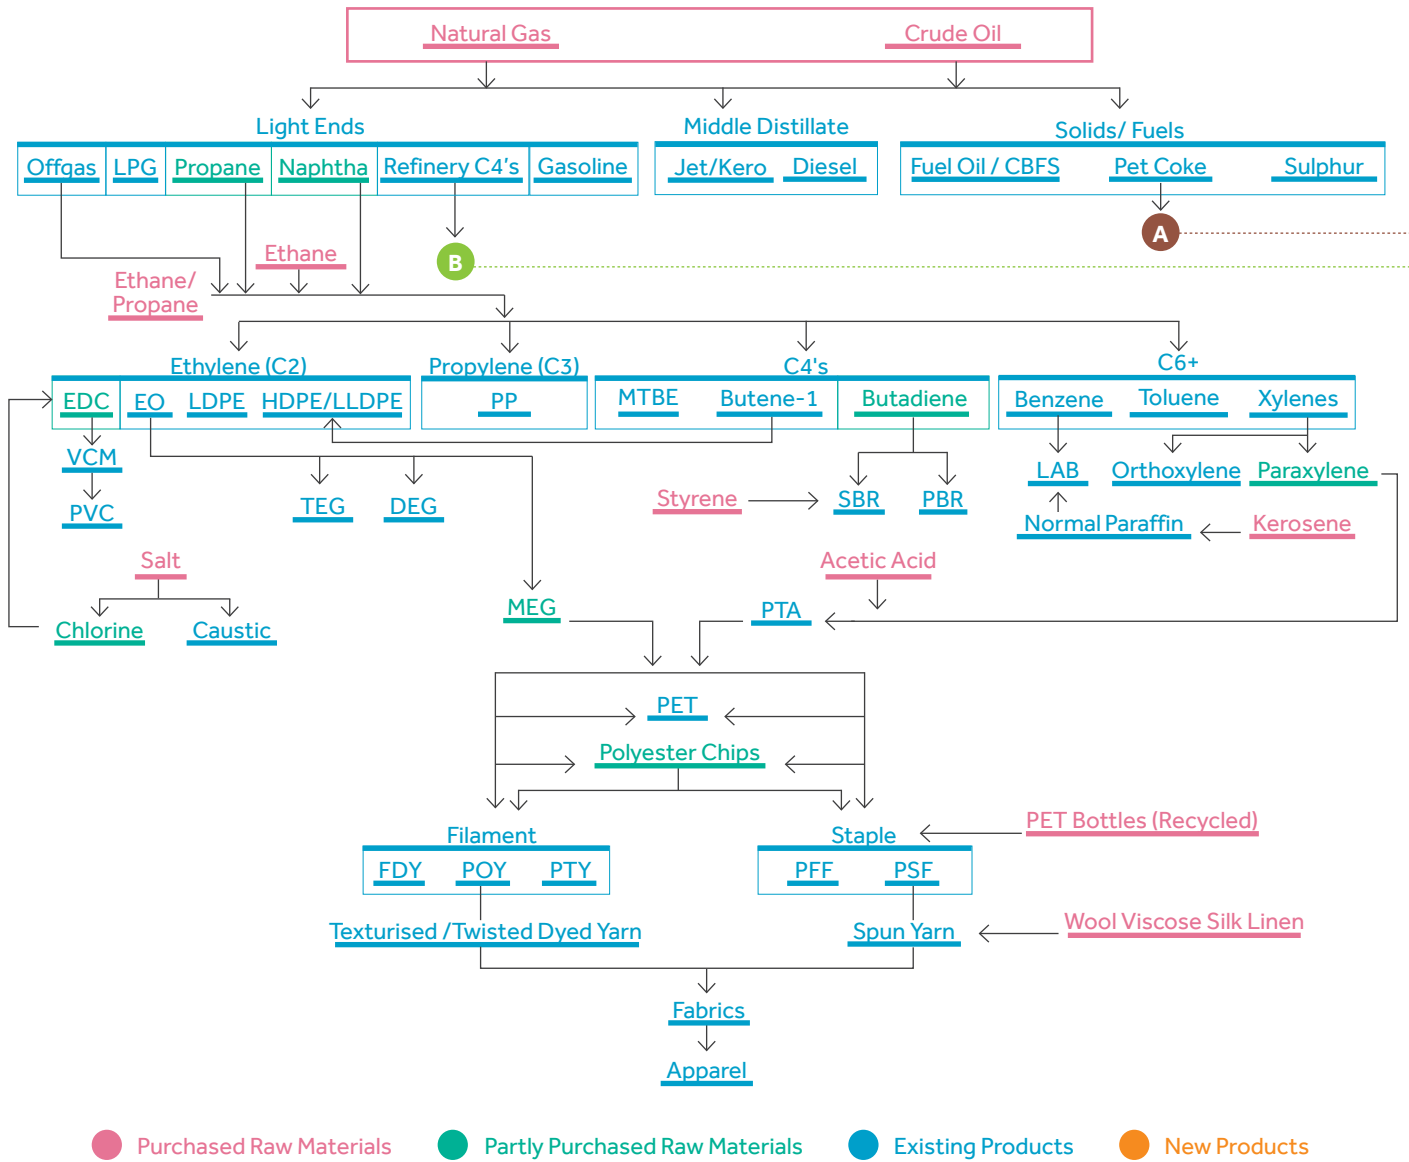 Natural Gas
Crude Oil
Light Ends
Middle Distillate
Solids/ Fuels
Offgas
LPG
Propane
Naphtha
Refinery C4's
Gasoline
Jet/Kero
Diesel
Fuel Oil / CBFS
Pet Coke
Sulphur
A
B
Ethane
Ethane/
Propane
Ethylene (C2)
Propylene (C3)
C4's
C6+
EDC
EO
LDPE
HDPE/LLDPE
PP
MTBE
Butene-1
Butadiene
Benzene
Toluene
Xylenes
VCM
LAB
Orthoxylene
Paraxylene
PVC
TEG
DEG
Styrene
SBR
PBR
Normal Paraffin
Kerosene
Salt
Acetic Acid
Chlorine
Caustic
MEG
PTA
PET
Polyester Chips
Filament
Staple
PET Bottles (Recycled)
FDY
POY
PTY
PFF
PSF
Texturised /Twisted Dyed Yarn
Spun Yarn
Wool Viscose Silk Linen
Fabrics
Apparel
Purchased Raw Materials
Partly Purchased Raw Materials
Existing Products
New Products